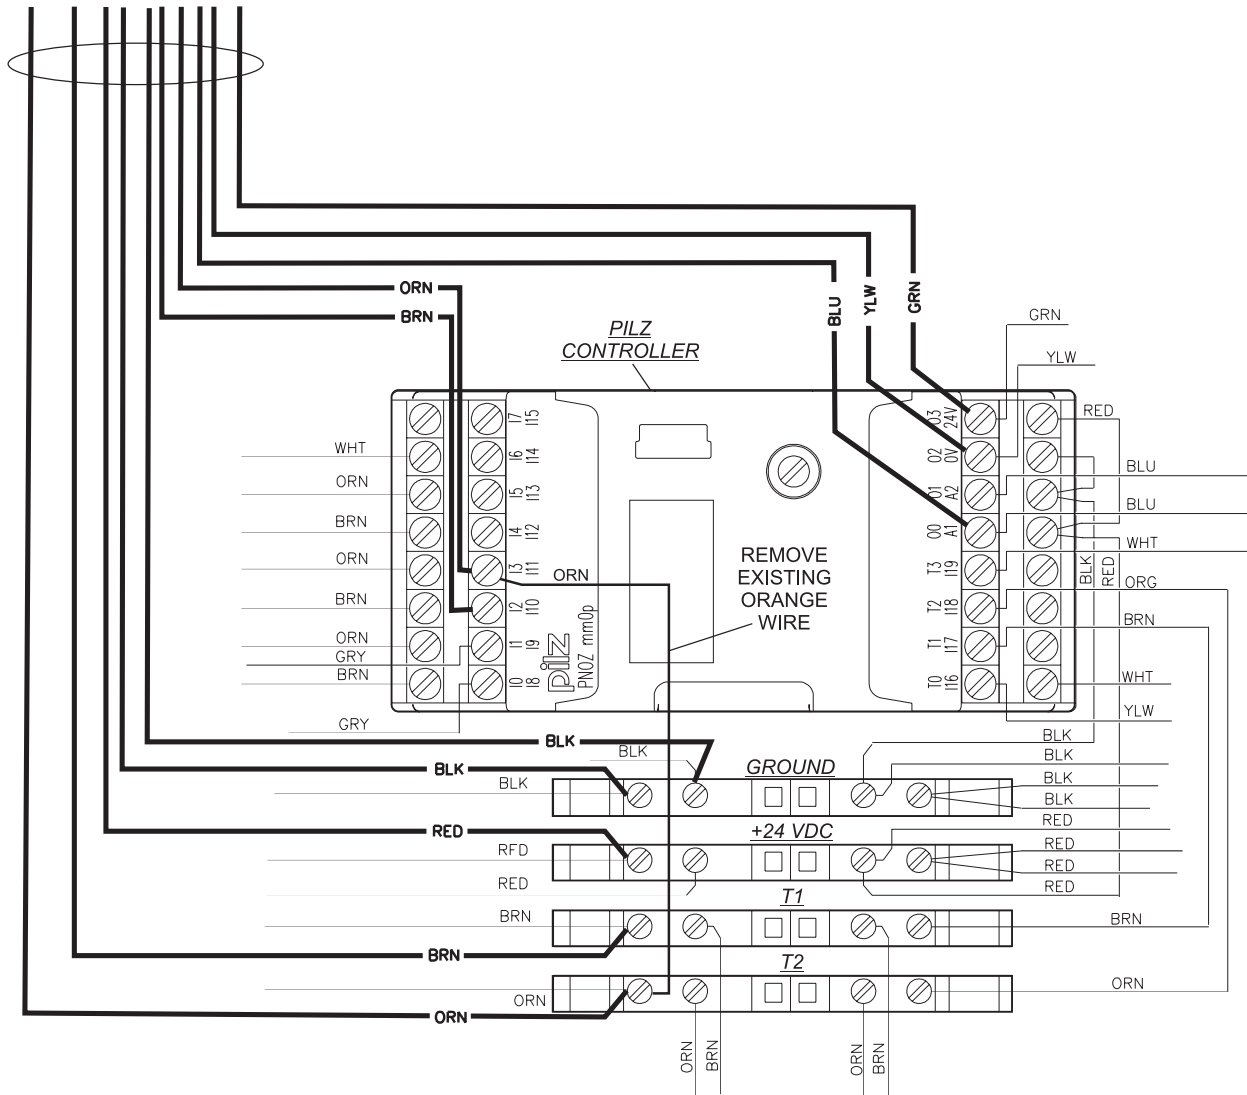 ORN
BRN
PILZ
CONTROLLER
BLU
YLW
GRN
GRN
YLW
RED
I7 I15
I6 I14
I5 I13
I4 I12
I3 I11
I2 I10
I1 I9
I0 I8
O3 24V
O2 0V
O1 A2
O0 A1
T3 I19
T2 I18
T1 I17
T0 I16
WHT
ORN
BRN
ORN
BRN
ORN
GRY
BRN
GRY
BLU
BLU
WHT
ORG
BRN
WHT
YLW
BLK
RED
ORN
REMOVE
EXISTING
ORANGE
WIRE
pilz
PNOZ mm0p
BLK
BLK
BLK
BLK
BLK
GROUND
BLK
BLK
BLK
RED
+24 VDC
RED
RFD
RED
RED
RED
RED
T1
BRN
BRN
BRN
T2
ORN
ORN
ORN
ORN
BRN
ORN
BRN